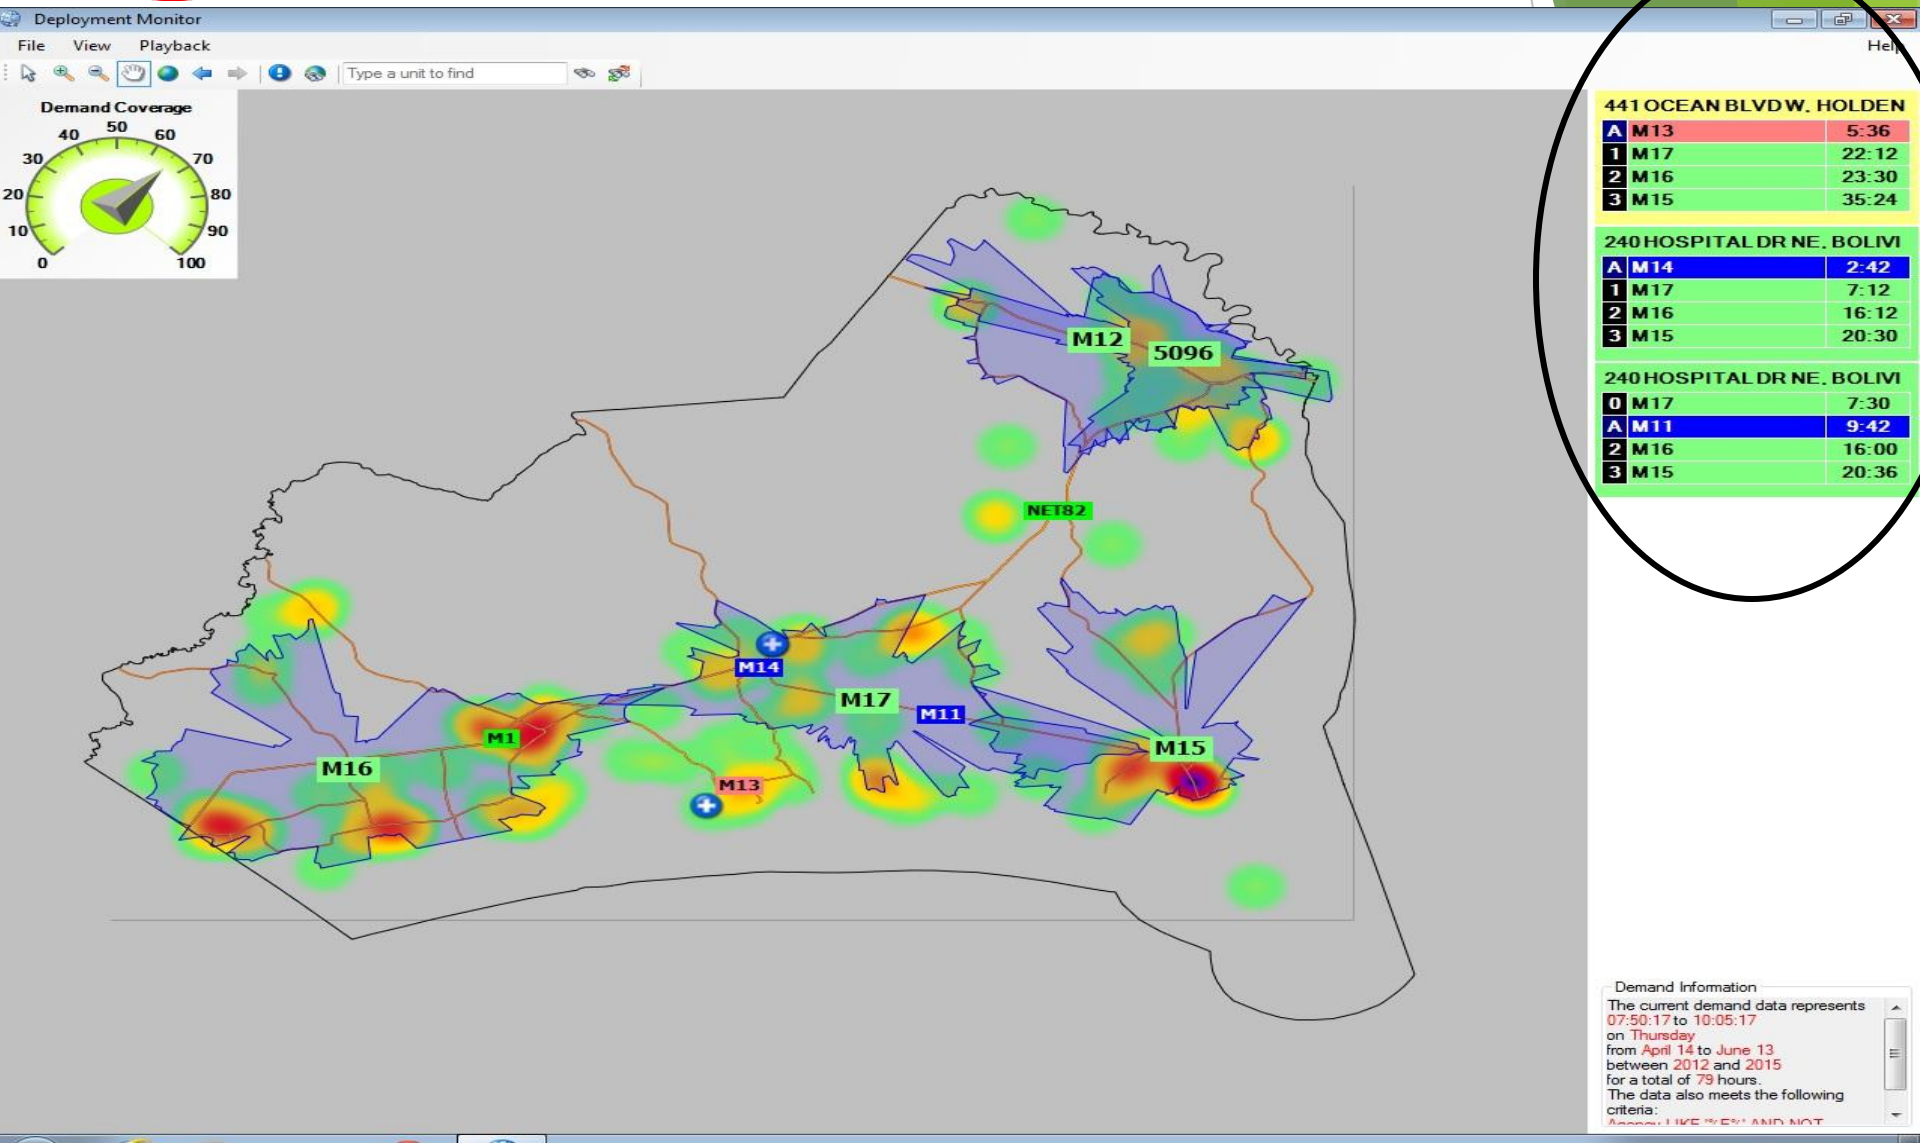 Deployment Monitor
File View Playback Help
Type a unit to find
Demand Coverage
0 10 20 30 40 50 60 70 80 90 100
441 OCEAN BLVD W, HOLDEN
A M13 5:36
1 M17 22:12
2 M16 23:30
3 M15 35:24
240 HOSPITAL DR NE, BOLIVI
A M14 2:42
1 M17 7:12
2 M16 16:12
3 M15 20:30
240 HOSPITAL DR NE, BOLIVI
0 M17 7:30
A M11 9:42
2 M16 16:00
3 M15 20:36
M12
5096
NET82
M14
M17
M11
M1
M15
M16
M13
Demand Information
The current demand data represents
07:50:17 to 10:05:17
on Thursday
from April 14 to June 13
between 2012 and 2015
for a total of 79 hours.
The data also meets the following
criteria:
Agency LIKE '%F%' AND NOT